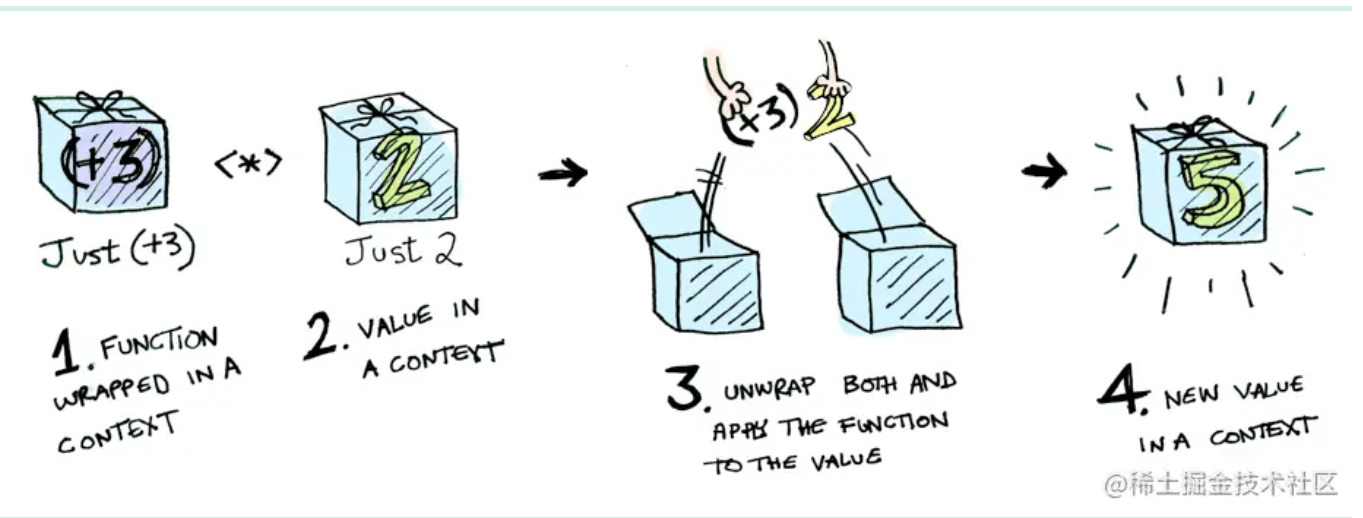 (+3)
<*>
2
(+3) 2
5
Just (+3)
Just 2
1. FUNCTION
WRAPPED IN A
CONTEXT
2. VALUE IN
A CONTEXT
3. UNWRAP BOTH AND
APPLY THE FUNCTION
TO THE VALUE
4. NEW VALUE
IN A CONTEXT
@稀土掘金技术社区